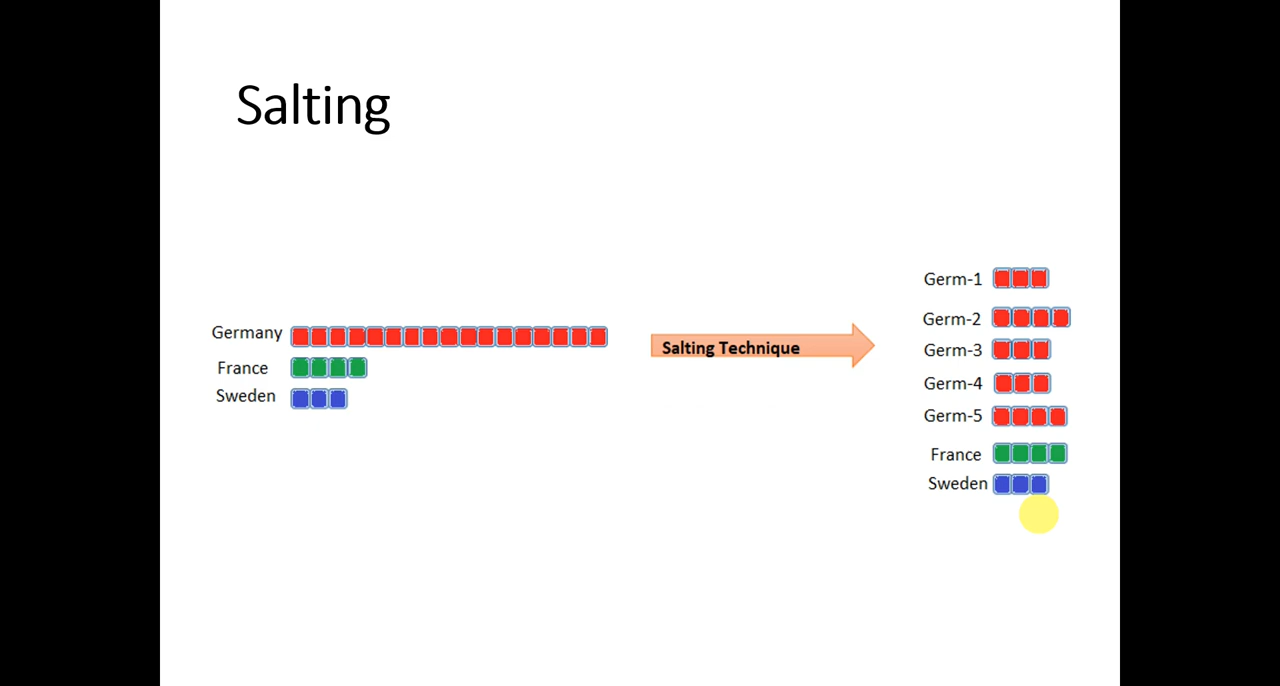 Salting
Germany
France
Sweden
Salting Technique
Germ-1
Germ-2
Germ-3
Germ-4
Germ-5
France
Sweden